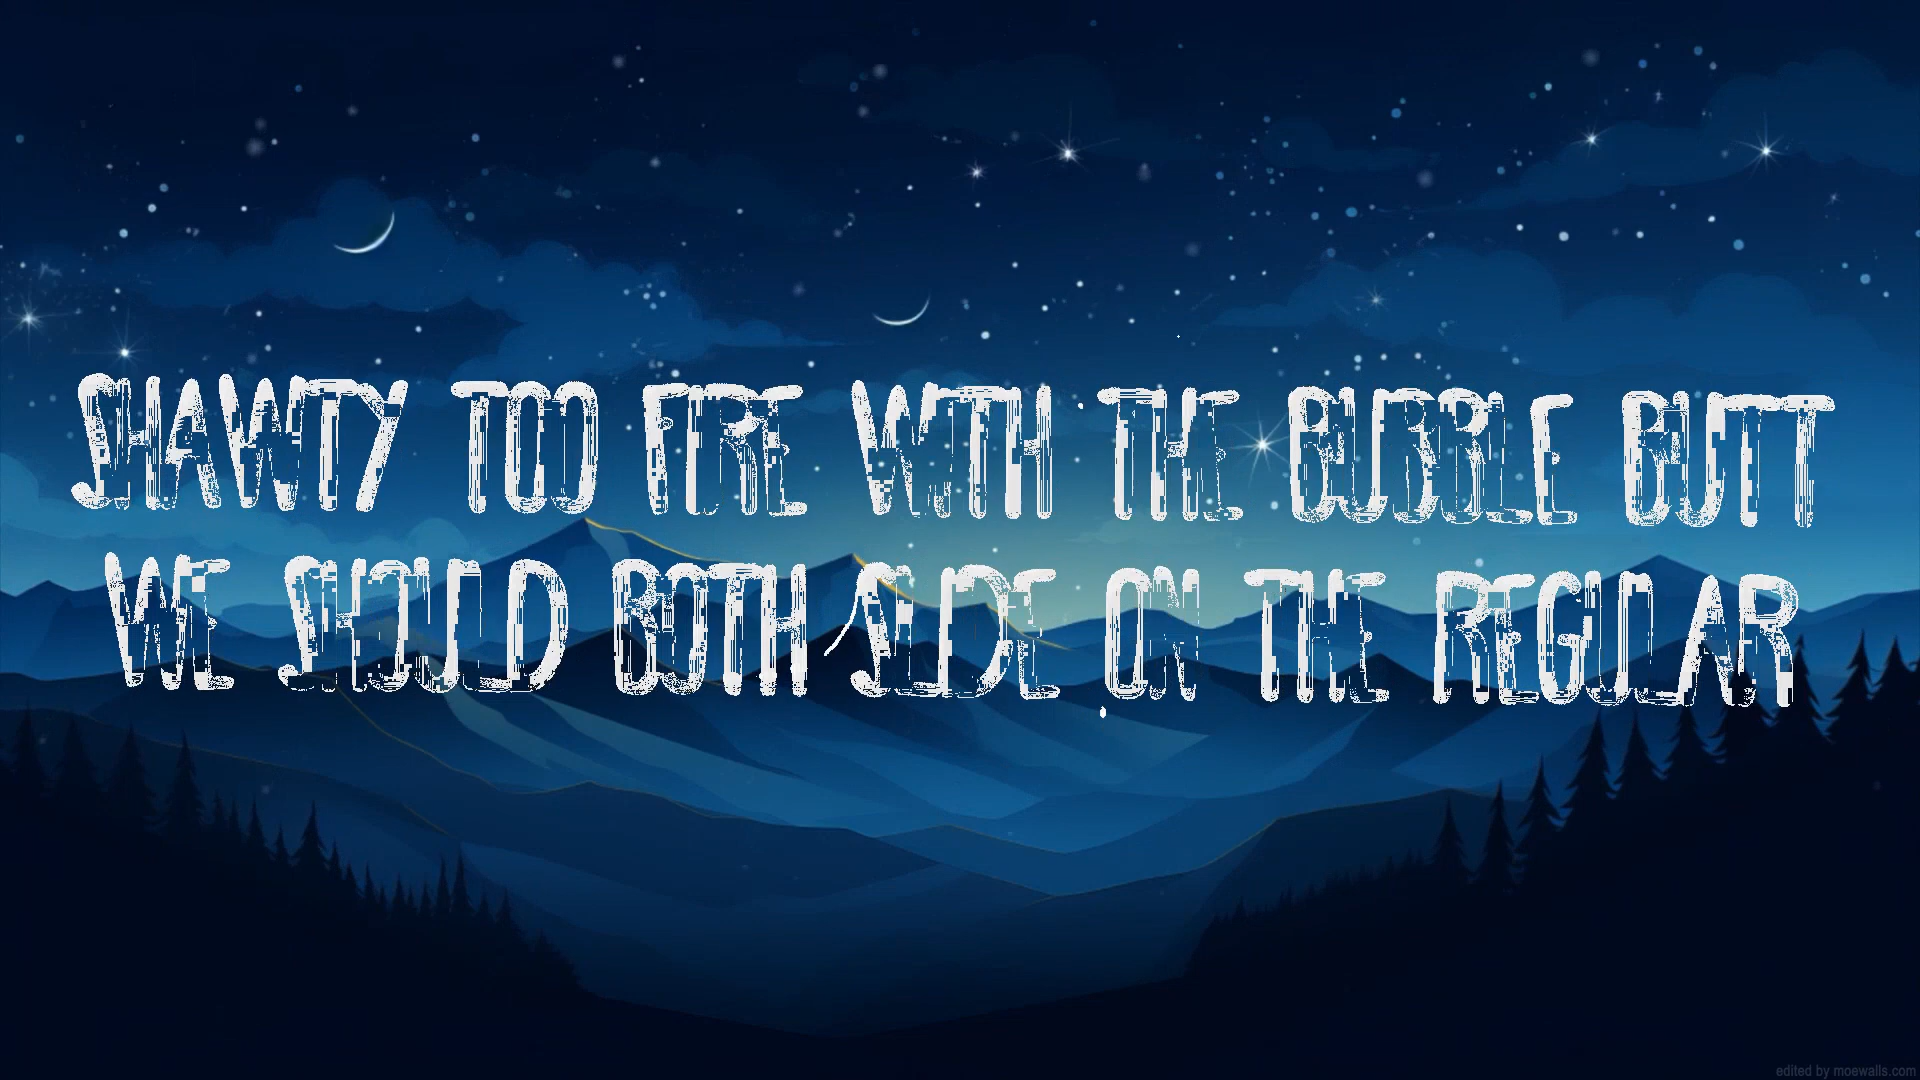 SHAWTY TOO FIRE WITH THE BUBBLE BUTT
WE SHOULD BOTH SLIDE ON THE REGULAR
edited by moewalls.com